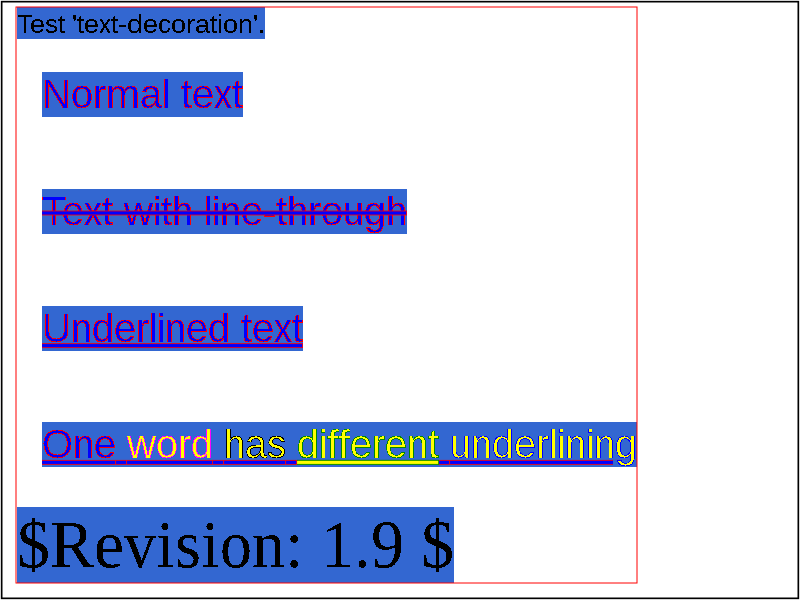 Test 'text-decoration'.
Normal text
Text with line-through
Underlined text
One word has different underlining
$Revision: 1.9 $